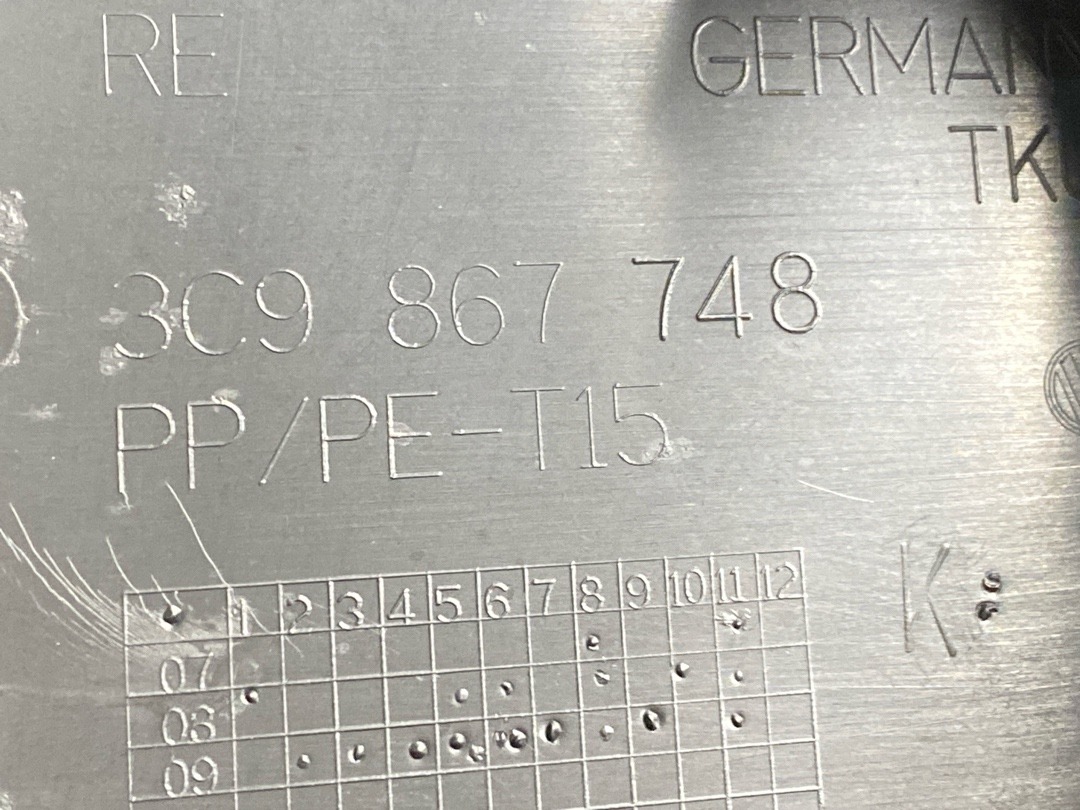 RE GERMAN
TK
3C9 867 748
PP/PE-T15
K:
1 2 3 4 5 6 7 8 9 10 11 12
07
08
09